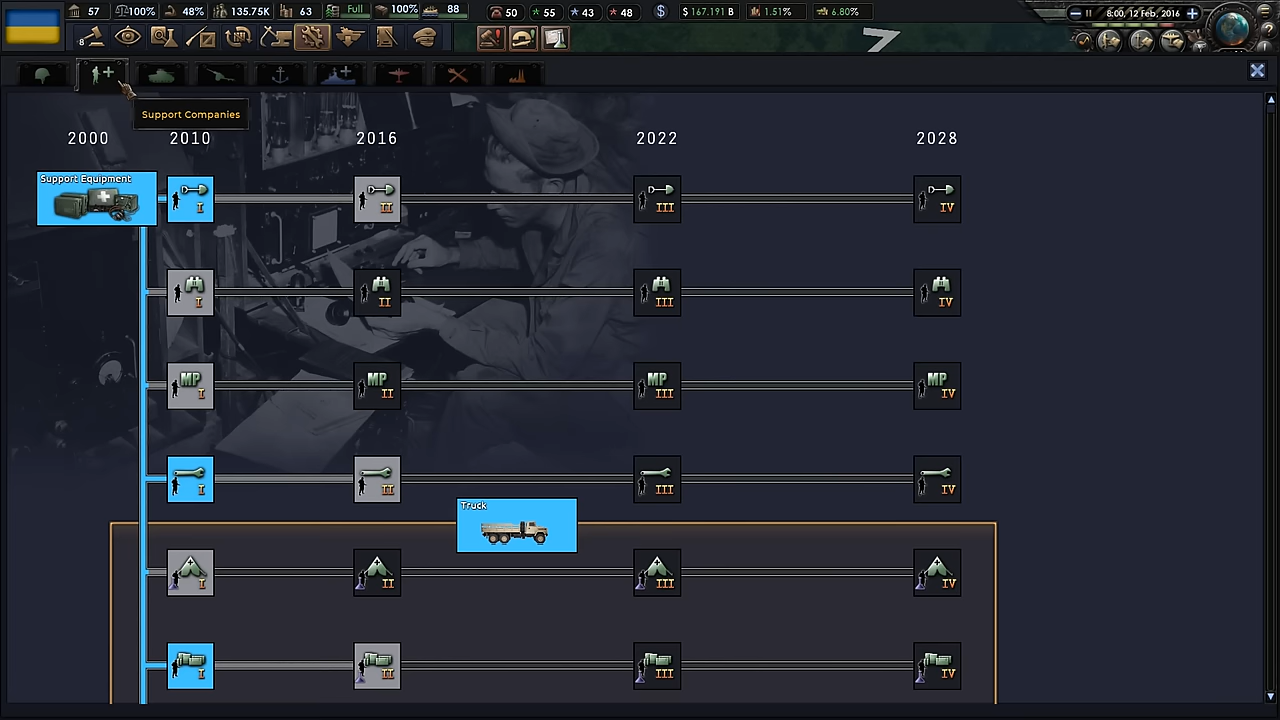 57 100% 48% 135.75K 63 Full 100% 88 50 55 43 48 $ $ 167.191 B 1.51% 6.80% 8:00, 12 Feb, 2016
8
Support Companies
2000 2010 2016 2022 2028
Support Equipment
I II III IV
I II III IV
MP I MP II MP III MP IV
I II III IV
Truck
I II III IV
I II III IV